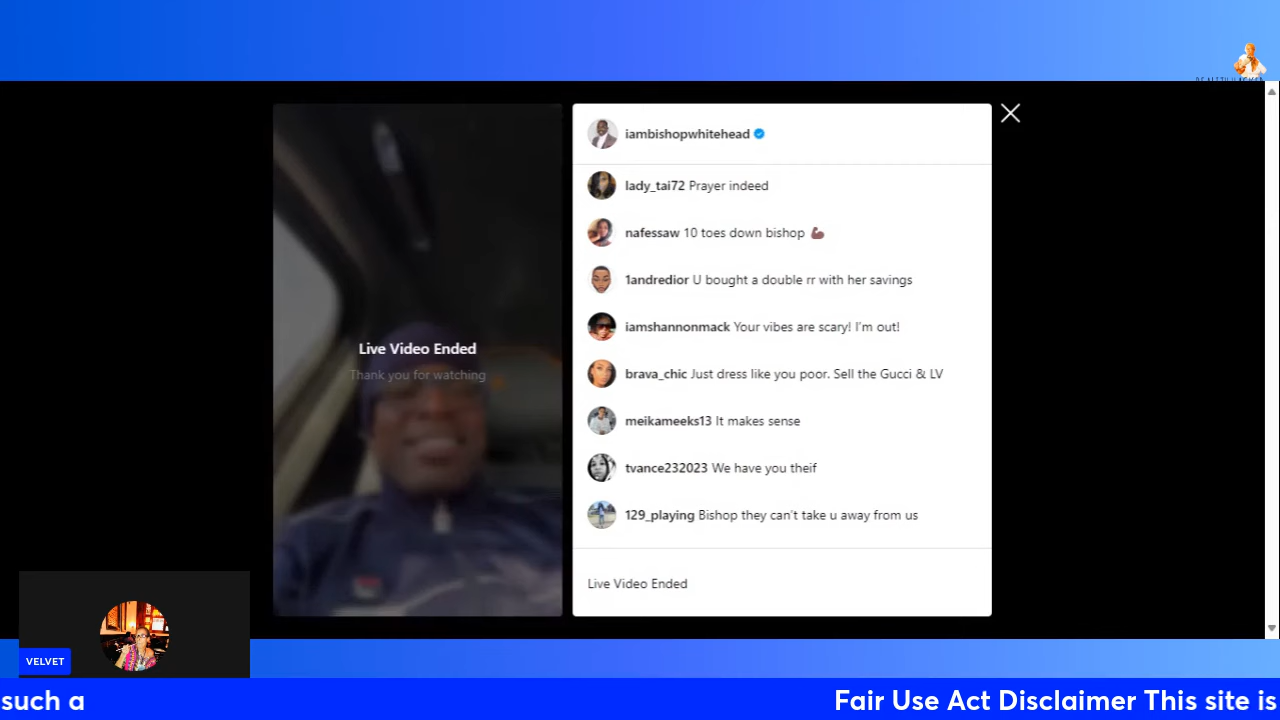 iambishopwhitehead
lady_tai72 Prayer indeed
nafessaw 10 toes down bishop 💪🏿
1andredior U bought a double rr with her savings
iamshannonmack Your vibes are scary! I'm out!
brava_chic Just dress like you poor. Sell the Gucci & LV
meikameeks13 It makes sense
tvance232023 We have you theif
129_playing Bishop they can't take u away from us
Live Video Ended
Live Video Ended
Thank you for watching
VELVET
such a
Fair Use Act Disclaimer This site is